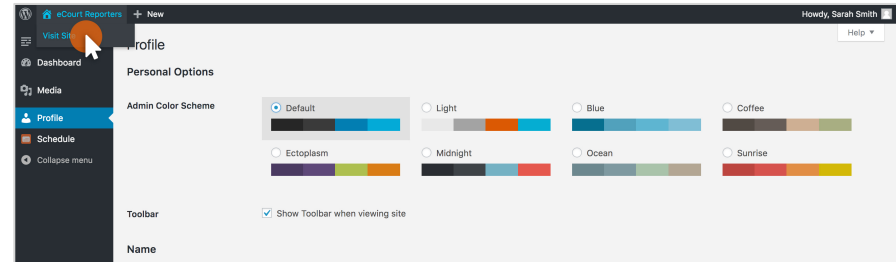 eCourt Reporters + New Howdy, Sarah Smith
Visit
Help ▼
Profile
Dashboard
Personal Options
Media
Admin Color Scheme
Default Light Blue Coffee
Profile
Schedule
Collapse menu
Ectoplasm Midnight Ocean Sunrise
Toolbar Show Toolbar when viewing site
Name